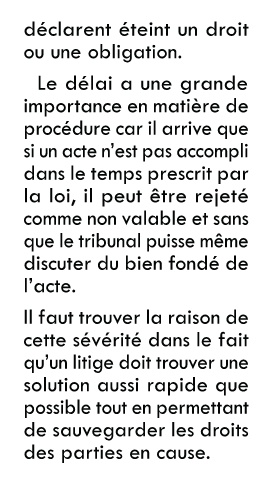 déclarent éteint un droit
ou une obligation.
Le délai a une grande
importance en matière de
procédure car il arrive que
si un acte n'est pas accompli
dans le temps prescrit par
la loi, il peut être rejeté
comme non valable et sans
que le tribunal puisse même
discuter du bien fondé de
l'acte.
Il faut trouver la raison de
cette sévérité dans le fait
qu'un litige doit trouver une
solution aussi rapide que
possible tout en permettant
de sauvegarder les droits
des parties en cause.